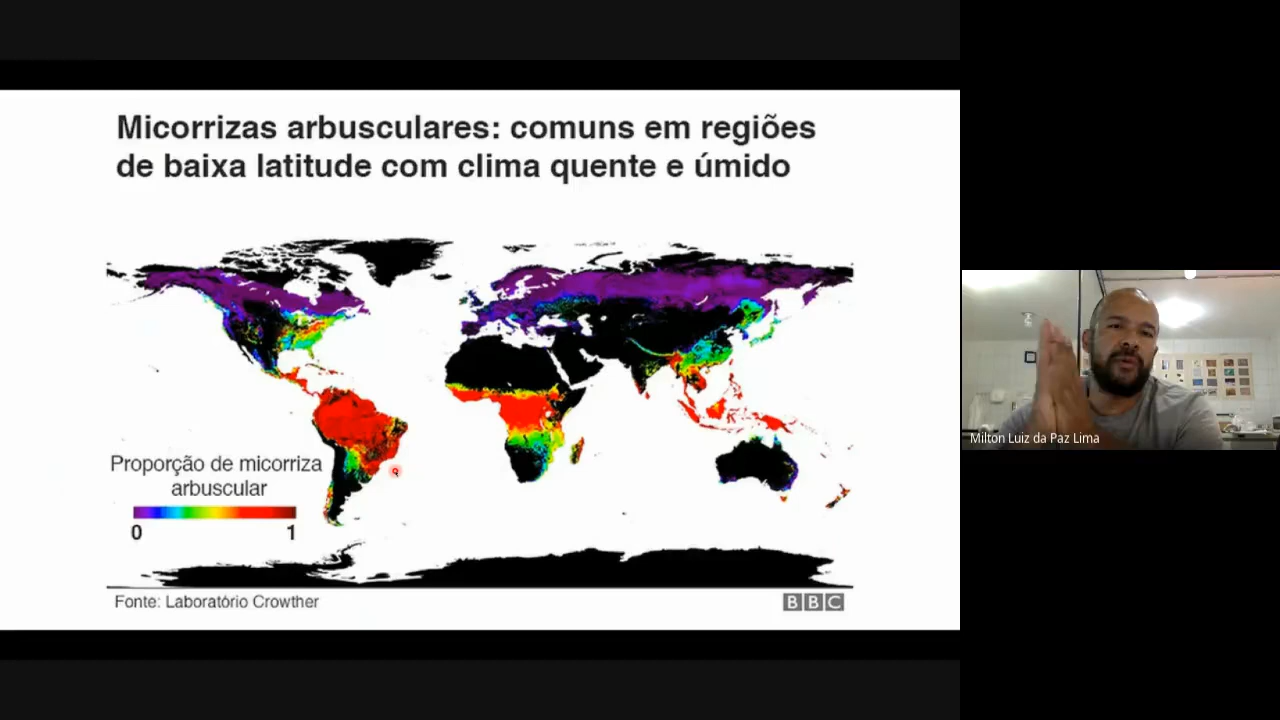 Micorrizas arbusculares: comuns em regiões
de baixa latitude com clima quente e úmido
Proporção de micorriza
arbuscular
0 1
Fonte: Laboratório Crowther
BBC
Milton Luiz da Paz Lima